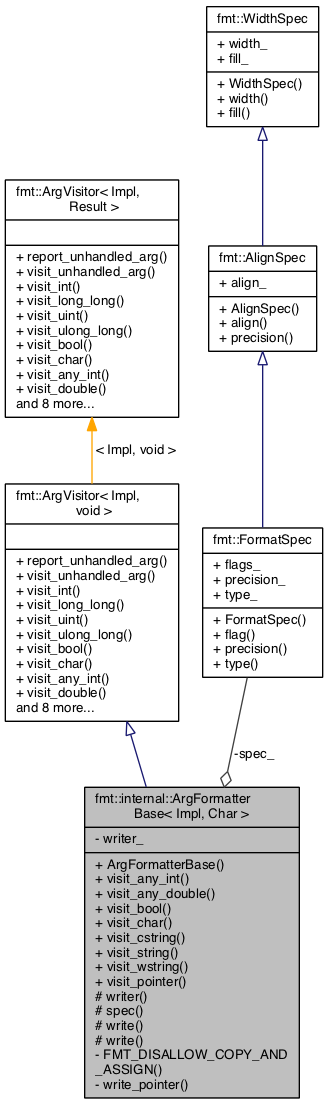 fmt::WidthSpec
+ width_
+ fill_
+ WidthSpec()
+ width()
+ fill()
fmt::ArgVisitor< Impl,
Result >
+ report_unhandled_arg()
+ visit_unhandled_arg()
+ visit_int()
+ visit_long_long()
+ visit_uint()
+ visit_ulong_long()
+ visit_bool()
+ visit_char()
+ visit_any_int()
+ visit_double()
and 8 more...
fmt::AlignSpec
+ align_
+ AlignSpec()
+ align()
+ precision()
< Impl, void >
fmt::ArgVisitor< Impl,
void >
+ report_unhandled_arg()
+ visit_unhandled_arg()
+ visit_int()
+ visit_long_long()
+ visit_uint()
+ visit_ulong_long()
+ visit_bool()
+ visit_char()
+ visit_any_int()
+ visit_double()
and 8 more...
fmt::FormatSpec
+ flags_
+ precision_
+ type_
+ FormatSpec()
+ flag()
+ precision()
+ type()
-spec_
fmt::internal::ArgFormatter
Base< Impl, Char >
- writer_
+ ArgFormatterBase()
+ visit_any_int()
+ visit_any_double()
+ visit_bool()
+ visit_char()
+ visit_cstring()
+ visit_string()
+ visit_wstring()
+ visit_pointer()
# writer()
# spec()
# write()
# write()
- FMT_DISALLOW_COPY_AND
_ASSIGN()
- write_pointer()